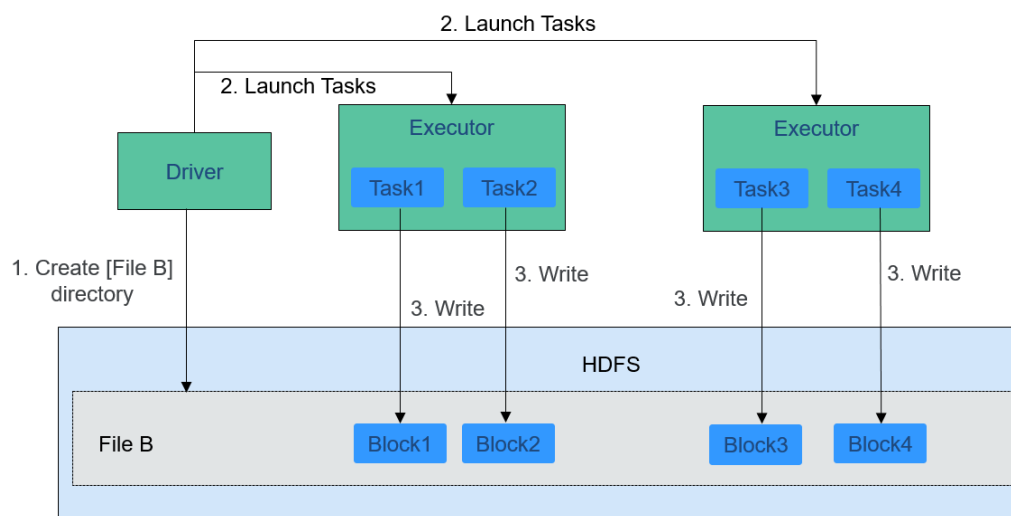 2. Launch Tasks
2. Launch Tasks
Executor
Executor
Driver
Task1
Task2
Task3
Task4
1. Create [File B]
directory
3. Write
3. Write
3. Write
3. Write
HDFS
File B
Block1
Block2
Block3
Block4